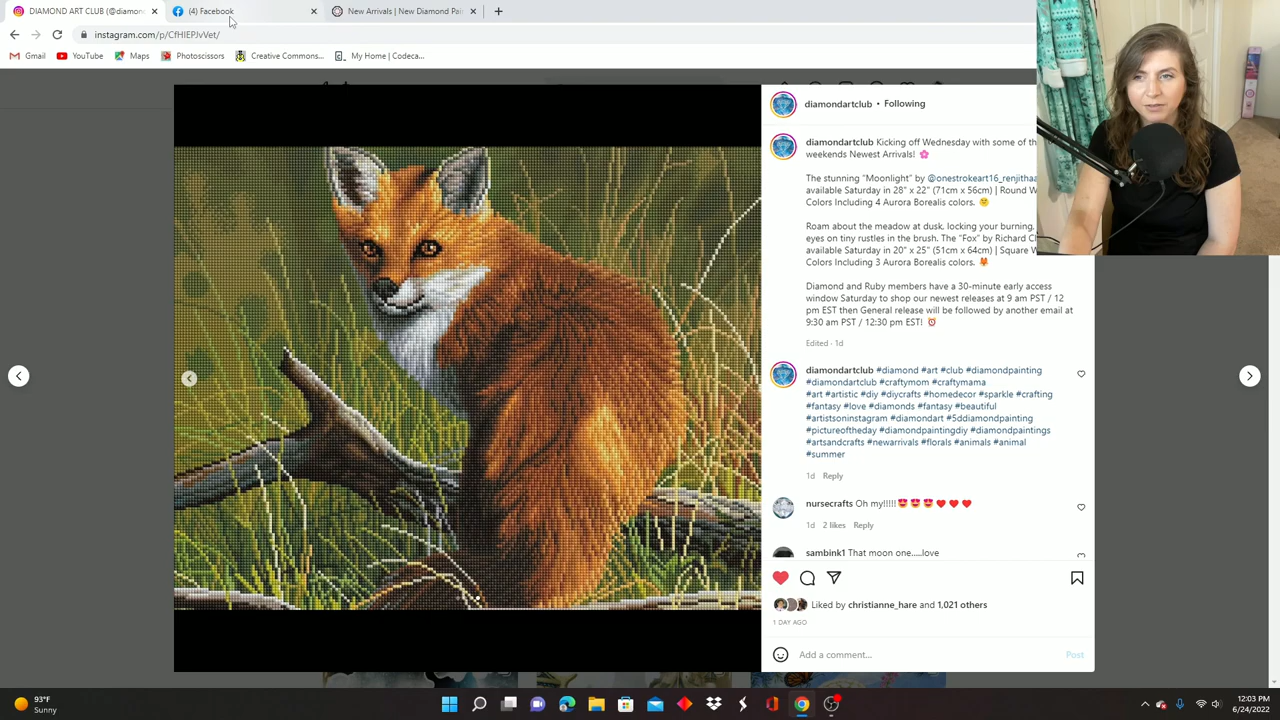 DIAMOND ART CLUB (@diamon
(4) Facebook
New Arrivals | New Diamond Pai
instagram.com/p/CfHIEPJvVet/
Gmail
YouTube
Maps
Photoscissors
Creative Commons...
My Home | Codeca...
diamondartclub • Following
diamondartclub Kicking off Wednesday with some of th
weekends Newest Arrivals! 🌸
The stunning "Moonlight" by @onestrokeart16_renjithaa
available Saturday in 28" x 22" (71cm x 56cm) | Round W
Colors Including 4 Aurora Borealis colors. 🌝
Roam about the meadow at dusk, locking your burning,
eyes on tiny rustles in the brush. The "Fox" by Richard Cl
available Saturday in 20" x 25" (51cm x 64cm) | Square W
Colors Including 3 Aurora Borealis colors. 🦊
Diamond and Ruby members have a 30-minute early access
window Saturday to shop our newest releases at 9 am PST / 12
pm EST then General release will be followed by another email at
9:30 am PST / 12:30 pm EST! ⏰
Edited · 1d
diamondartclub #diamond #art #club #diamondpainting
#diamondartclub #craftymom #craftymama
#art #artistic #diy #diycrafts #homedecor #sparkle #crafting
#fantasy #love #diamonds #fantasy #beautiful
#artistsoninstagram #diamondart #5ddiamondpainting
#pictureoftheday #diamondpaintingdiy #diamondpaintings
#artsandcrafts #newarrivals #florals #animals #animal
#summer
1d Reply
nursecrafts Oh my!!!!!😍😍😍❤️❤️❤️
1d 2 likes Reply
sambink1 That moon one.....love
Liked by christianne_hare and 1,021 others
1 DAY AGO
Add a comment...
Post
93°F
Sunny
12:03 PM
6/24/2022